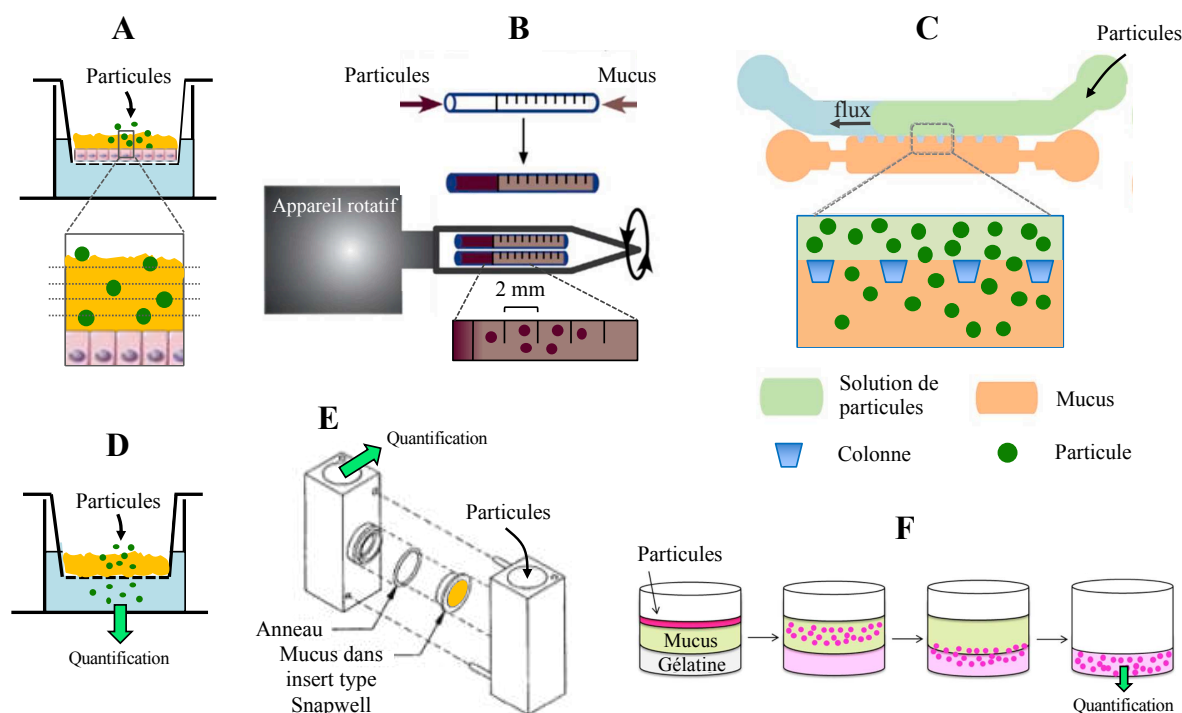 A
Particules
B
Particules
Mucus
Appareil rotatif
2 mm
C
Particules
flux
Solution de
particules
Mucus
Colonne
Particule
D
Particules
Quantification
E
Quantification
Particules
Anneau
Mucus dans
insert type
Snapwell
F
Particules
Mucus
Gélatine
Quantification